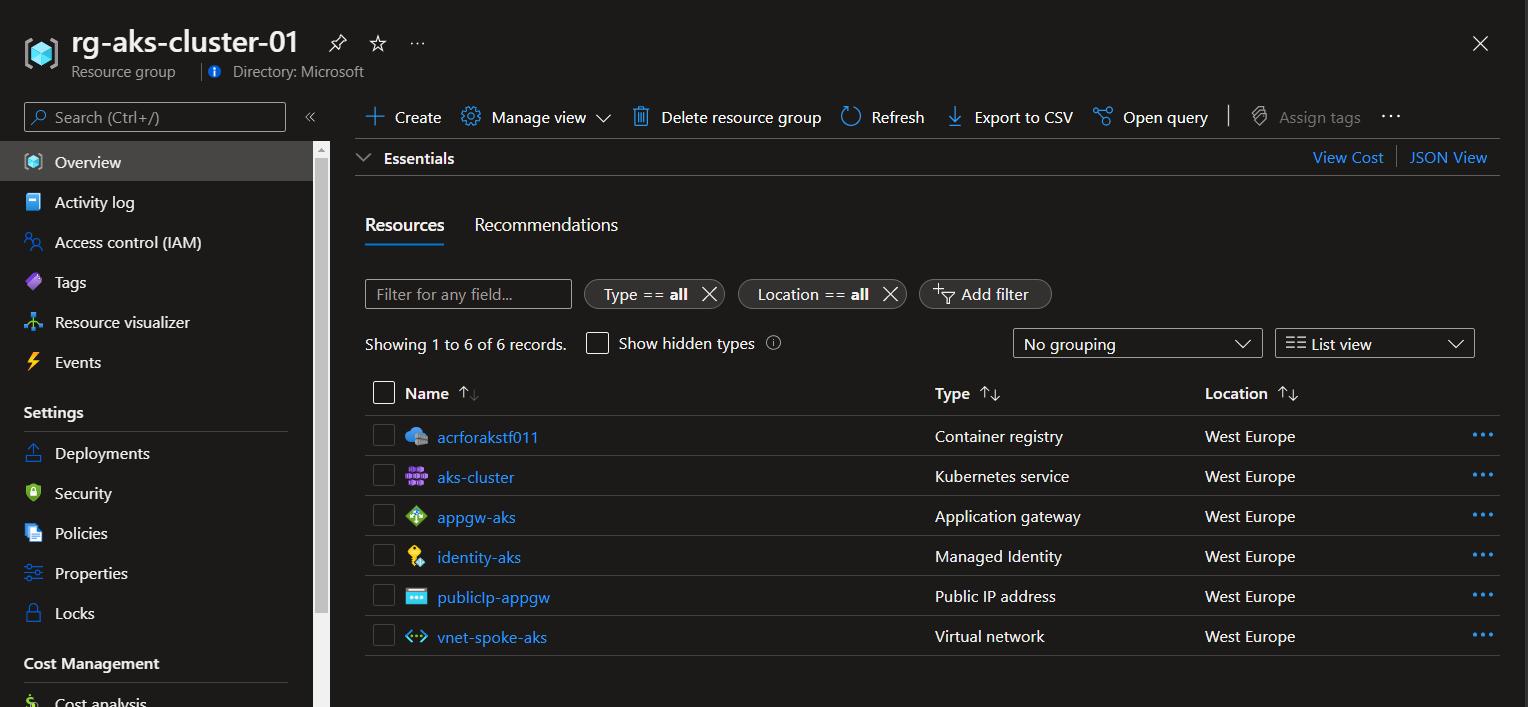 rg-aks-cluster-01
Resource group
Directory: Microsoft
Search (Ctrl+/)
Overview
Activity log
Access control (IAM)
Tags
Resource visualizer
Events
Settings
Deployments
Security
Policies
Properties
Locks
Cost Management
Cost analysis
Create
Manage view
Delete resource group
Refresh
Export to CSV
Open query
Assign tags
Essentials
View Cost
JSON View
Resources Recommendations
Filter for any field...
Type == all
Location == all
Add filter
Showing 1 to 6 of 6 records.
Show hidden types
No grouping
List view
Name Type Location
acrforakstf011 Container registry West Europe
aks-cluster Kubernetes service West Europe
appgw-aks Application gateway West Europe
identity-aks Managed Identity West Europe
publicIp-appgw Public IP address West Europe
vnet-spoke-aks Virtual network West Europe